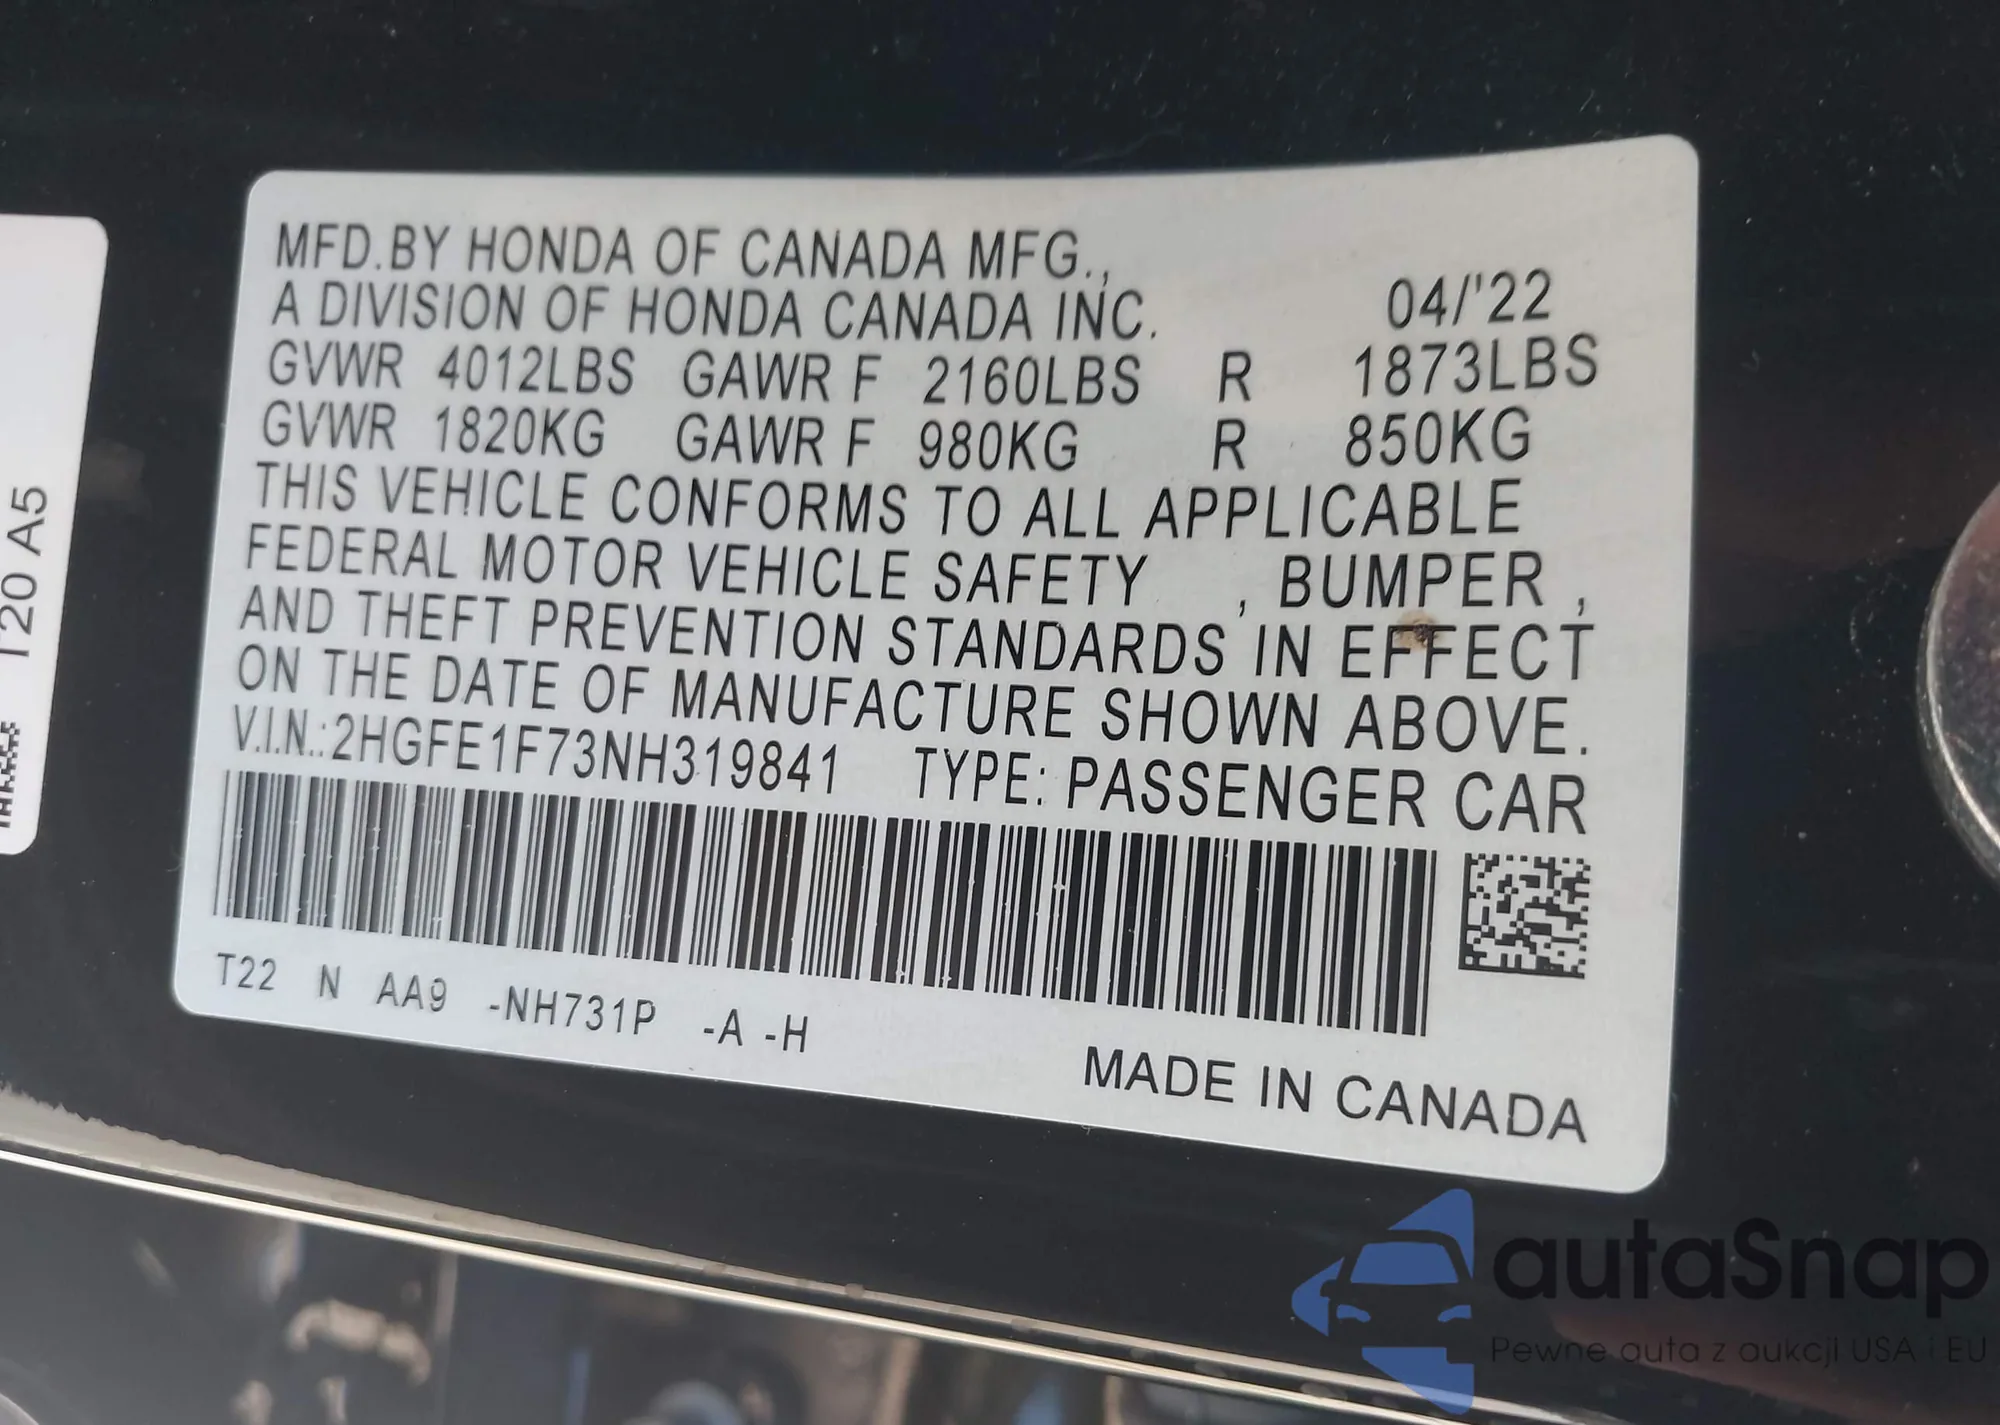 MFD.BY HONDA OF CANADA MFG.,
A DIVISION OF HONDA CANADA INC. 04/'22
GVWR 4012LBS GAWR F 2160LBS R 1873LBS
GVWR 1820KG GAWR F 980KG R 850KG
THIS VEHICLE CONFORMS TO ALL APPLICABLE
FEDERAL MOTOR VEHICLE SAFETY , BUMPER ,
AND THEFT PREVENTION STANDARDS IN EFFECT
ON THE DATE OF MANUFACTURE SHOWN ABOVE.
V.I.N.:2HGFE1F73NH319841 TYPE: PASSENGER CAR
T22 N AA9 -NH731P -A -H
MADE IN CANADA
T20 A5
autaSnap
Pewne auta z aukcji USA i EU